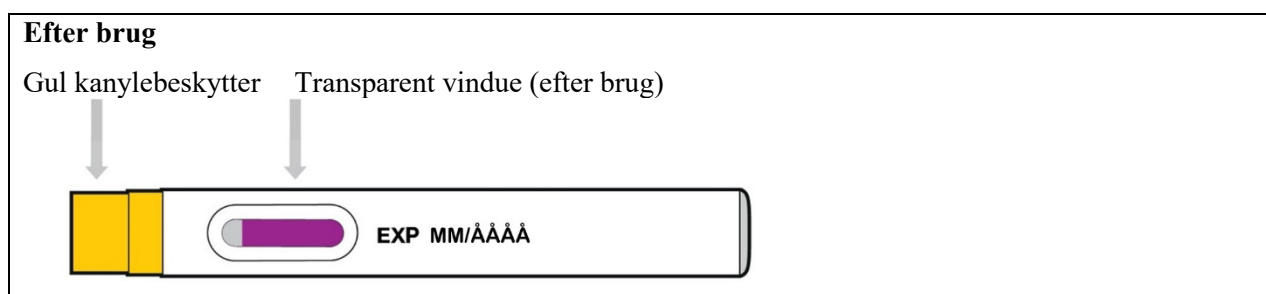 Efter brug
Gul kanylebeskytter Transparent vindue (efter brug)
EXP MM/ÅÅÅÅ